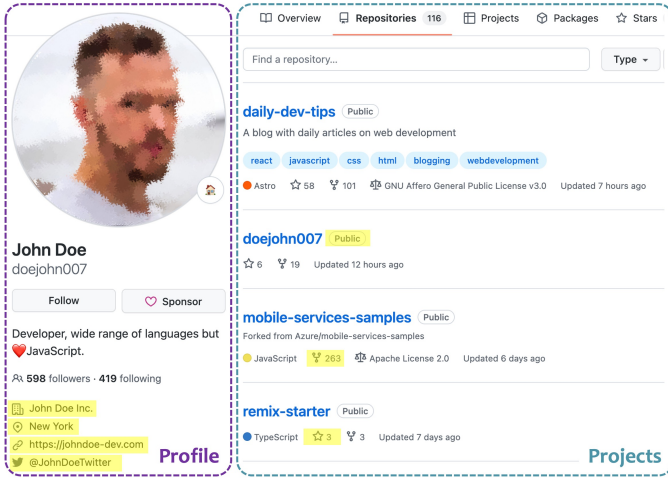 John Doe
doejohn007
Follow
Sponsor
Developer, wide range of languages but
❤️JavaScript.
598 followers · 419 following
John Doe Inc.
New York
https://johndoe-dev.com
@JohnDoeTwitter
Profile
Overview Repositories 116 Projects Packages Stars
Find a repository...
Type
daily-dev-tips Public
A blog with daily articles on web development
react javascript css html blogging webdevelopment
Astro 58 101 GNU Affero General Public License v3.0 Updated 7 hours ago
doejohn007 Public
6 19 Updated 12 hours ago
mobile-services-samples Public
Forked from Azure/mobile-services-samples
JavaScript 263 Apache License 2.0 Updated 6 days ago
remix-starter Public
TypeScript 3 3 Updated 7 days ago
Projects